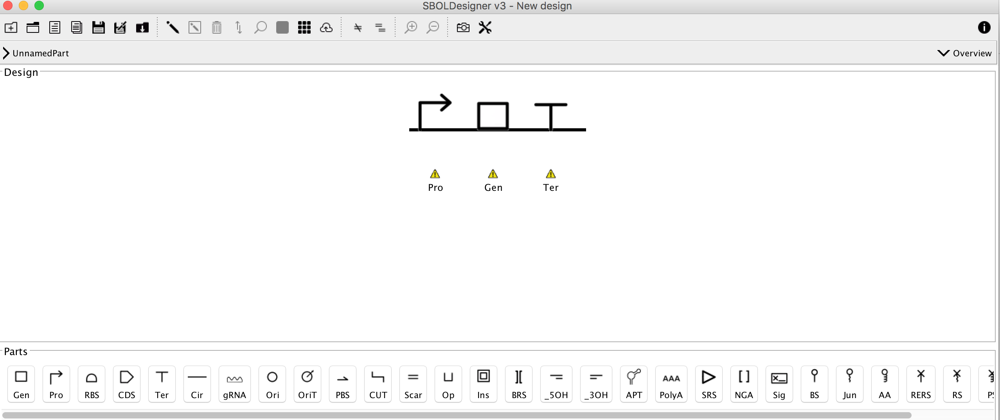 SBOLDesigner v3 - New design
UnnamedPart
Overview
Design
Pro Gen Ter
Parts
AAA
Gen Pro RBS CDS Ter Cir gRNA Ori OriT PBS CUT Scar Op Ins BRS _5OH _3OH APT PolyA SRS NGA Sig BS Jun AA RERS RS